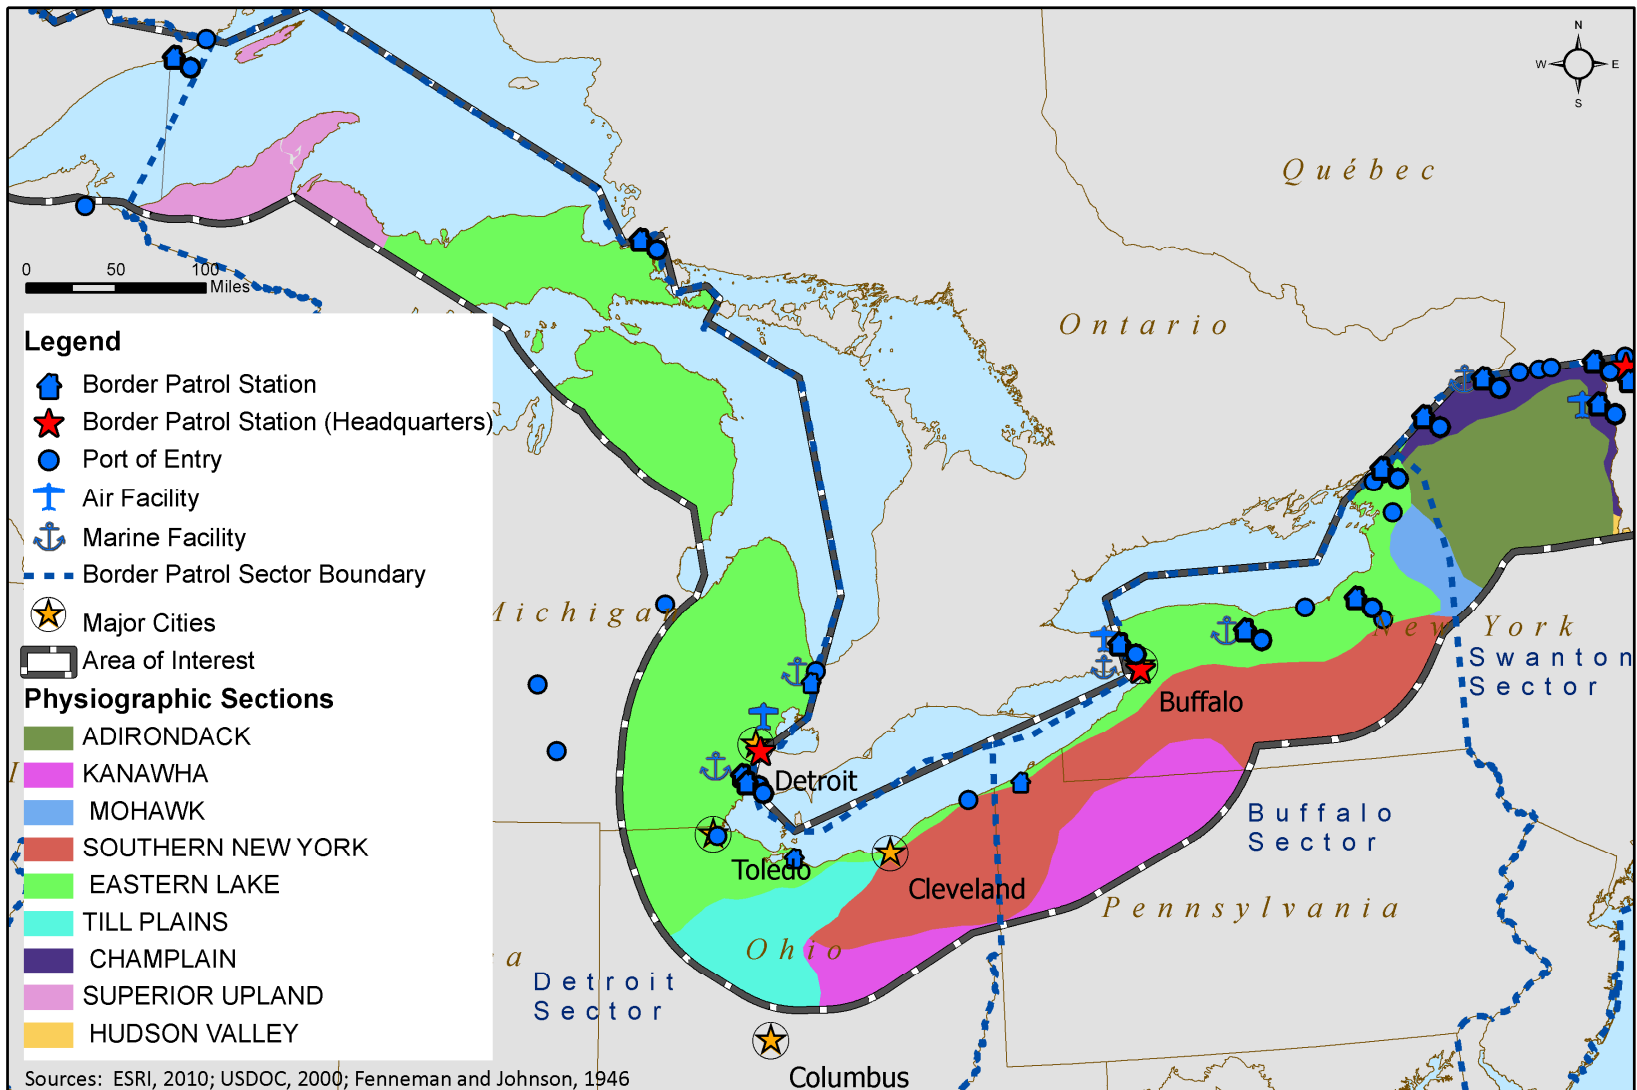 N
W E
S
Québec
Ontario
0 50 100
Miles
Legend
Border Patrol Station
Border Patrol Station (Headquarters)
Port of Entry
Air Facility
Marine Facility
Border Patrol Sector Boundary
Major Cities
Area of Interest
Physiographic Sections
ADIRONDACK
KANAWHA
MOHAWK
SOUTHERN NEW YORK
EASTERN LAKE
TILL PLAINS
CHAMPLAIN
SUPERIOR UPLAND
HUDSON VALLEY
Michigan
New York
Swanton
Sector
Buffalo
Detroit
Toledo
Cleveland
Buffalo
Sector
Pennsylvania
Ohio
I
a
Detroit
Sector
Columbus
Sources: ESRI, 2010; USDOC, 2000; Fenneman and Johnson, 1946